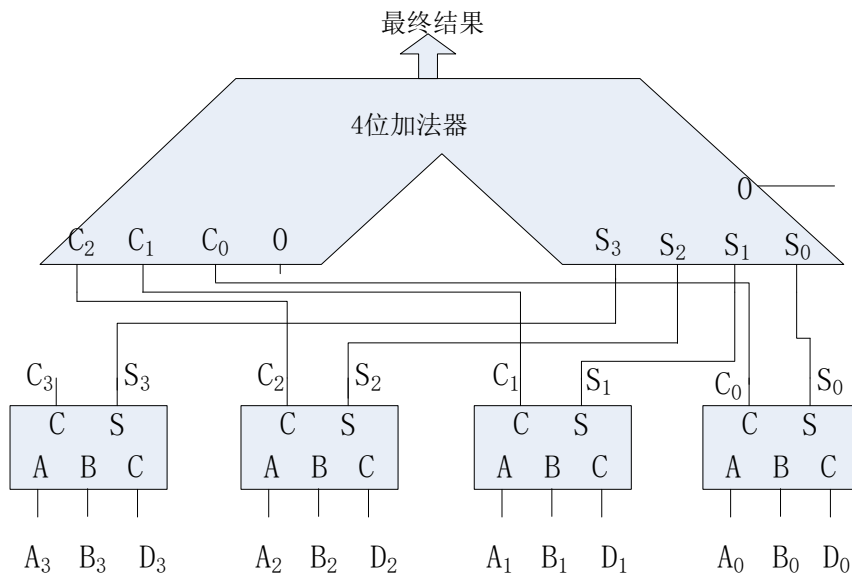 最终结果
4位加法器
0
C₂ C₁ C₀ 0 S₃ S₂ S₁ S₀
C₃ S₃ C₂ S₂ C₁ S₁ C₀ S₀
C S C S C S C S
A B C A B C A B C A B C
A₃ B₃ D₃ A₂ B₂ D₂ A₁ B₁ D₁ A₀ B₀ D₀